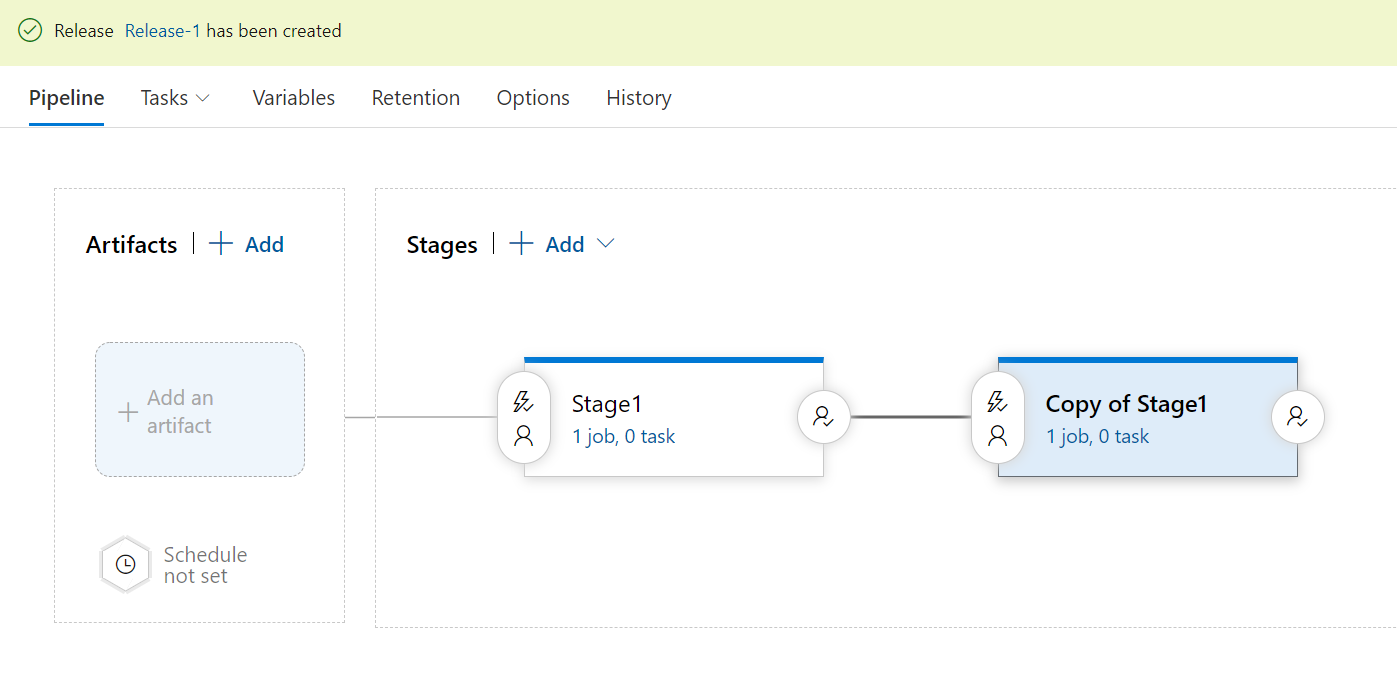 Release Release-1 has been created
Pipeline Tasks Variables Retention Options History
Artifacts Add
Stages Add
Add an
artifact
Schedule
not set
Stage1
1 job, 0 task
Copy of Stage1
1 job, 0 task